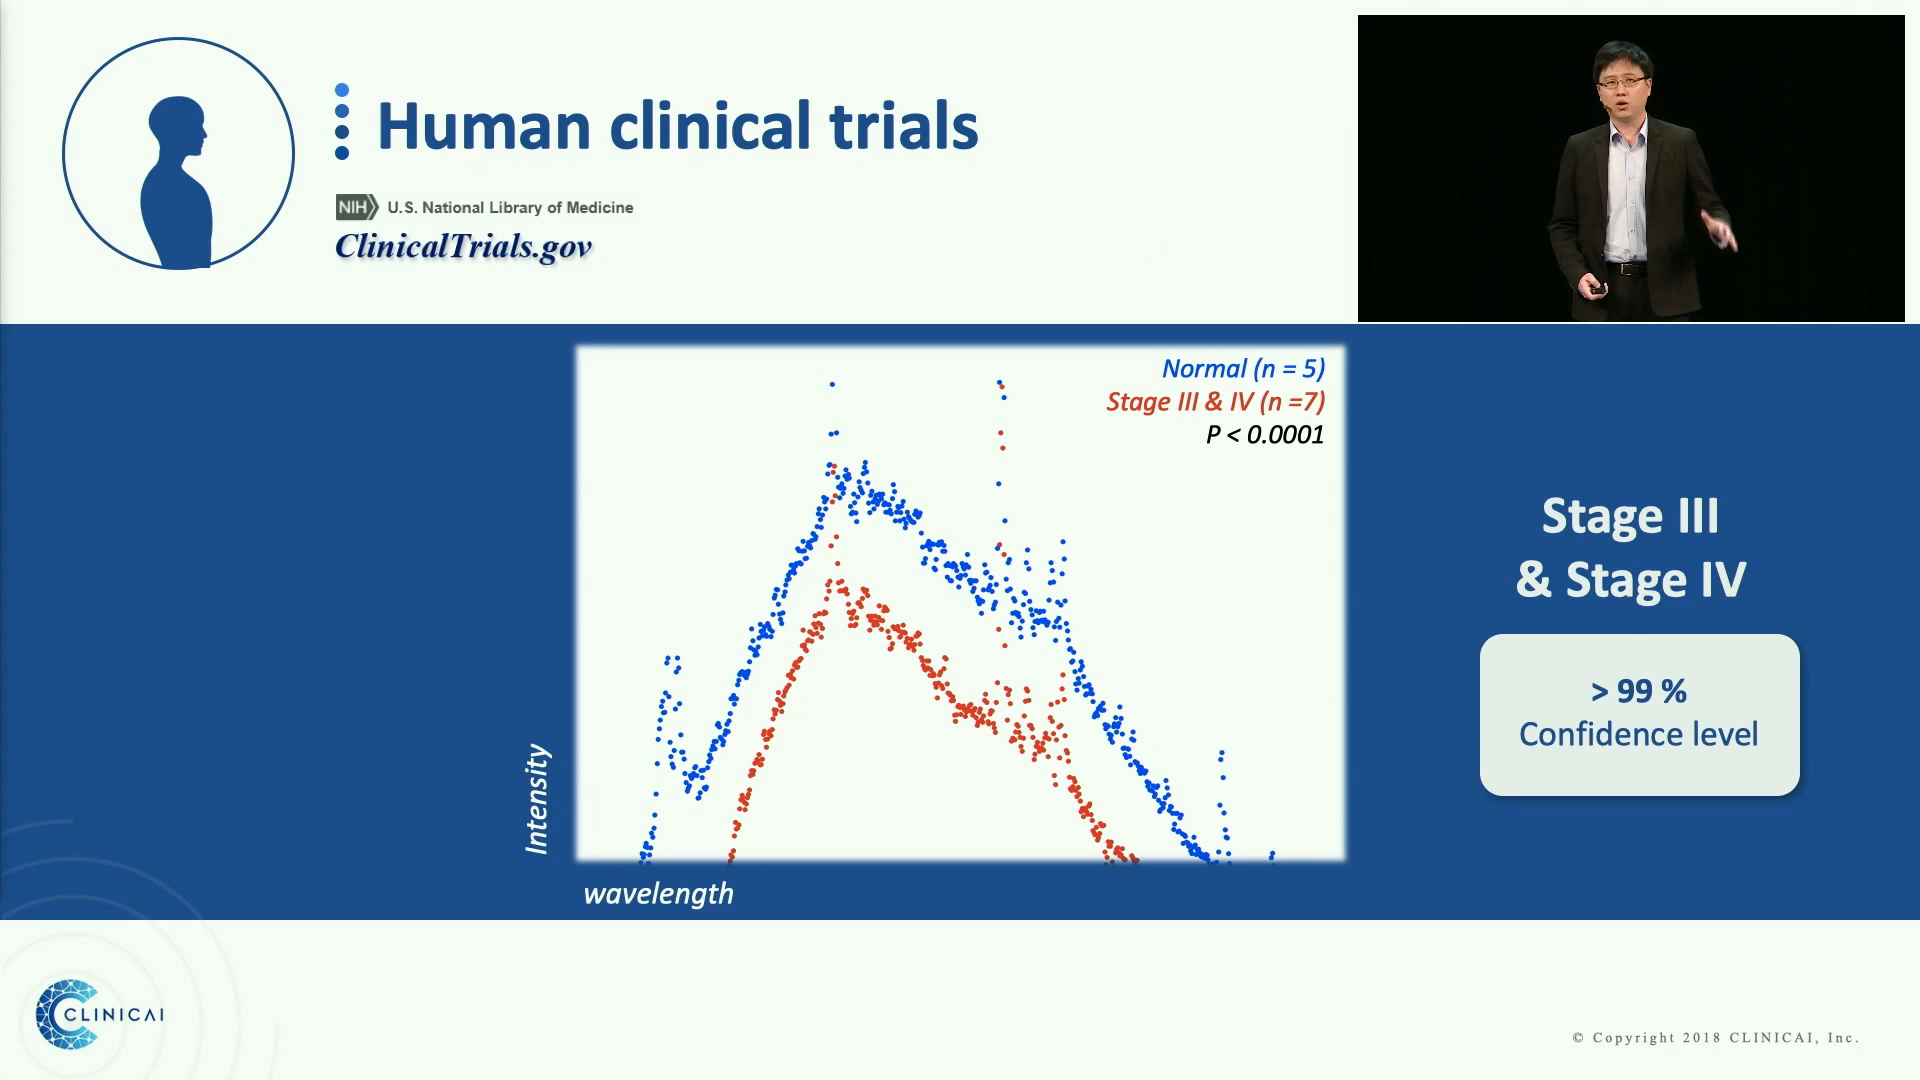 Human clinical trials
NIH U.S. National Library of Medicine
ClinicalTrials.gov
Normal (n = 5)
Stage III & IV (n =7)
P < 0.0001
Intensity
wavelength
Stage III
& Stage IV
> 99 %
Confidence level
CLINICAI
© Copyright 2018 CLINICAI, Inc.